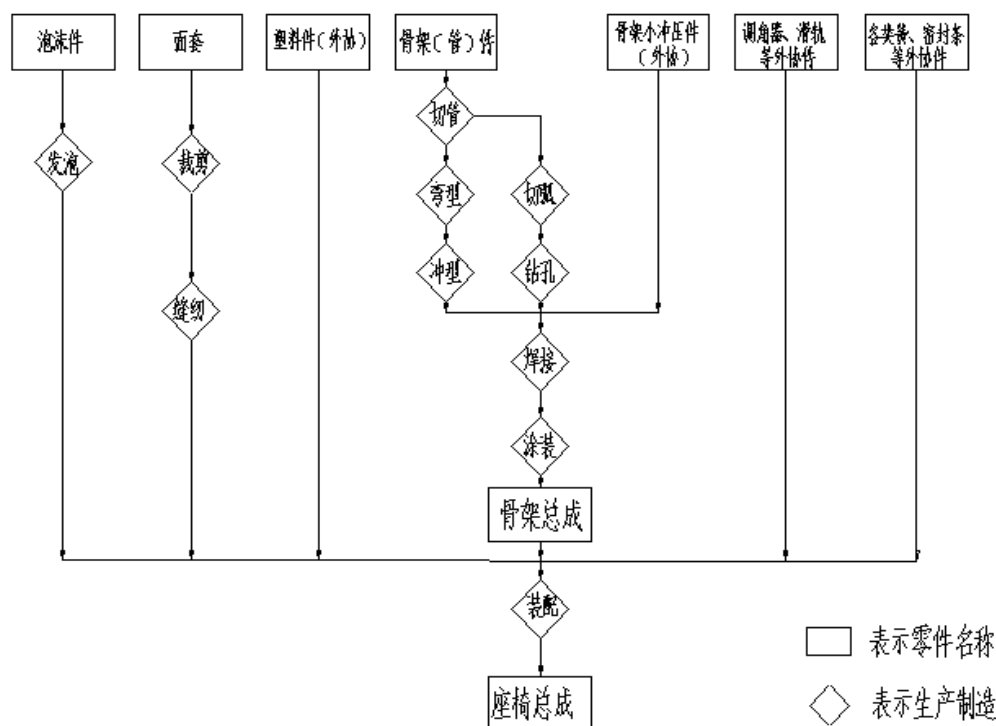 泡沫件
面套
塑料件(外协)
骨架(管)件
骨架小冲压件
(外协)
调角器、滑轨
等外协件
各类簧、密封条
等外协件
切管
发泡
裁剪
弯型
切弧
冲型
钻孔
缝纫
焊接
涂装
骨架总成
装配
表示零件名称
座椅总成
表示生产制造